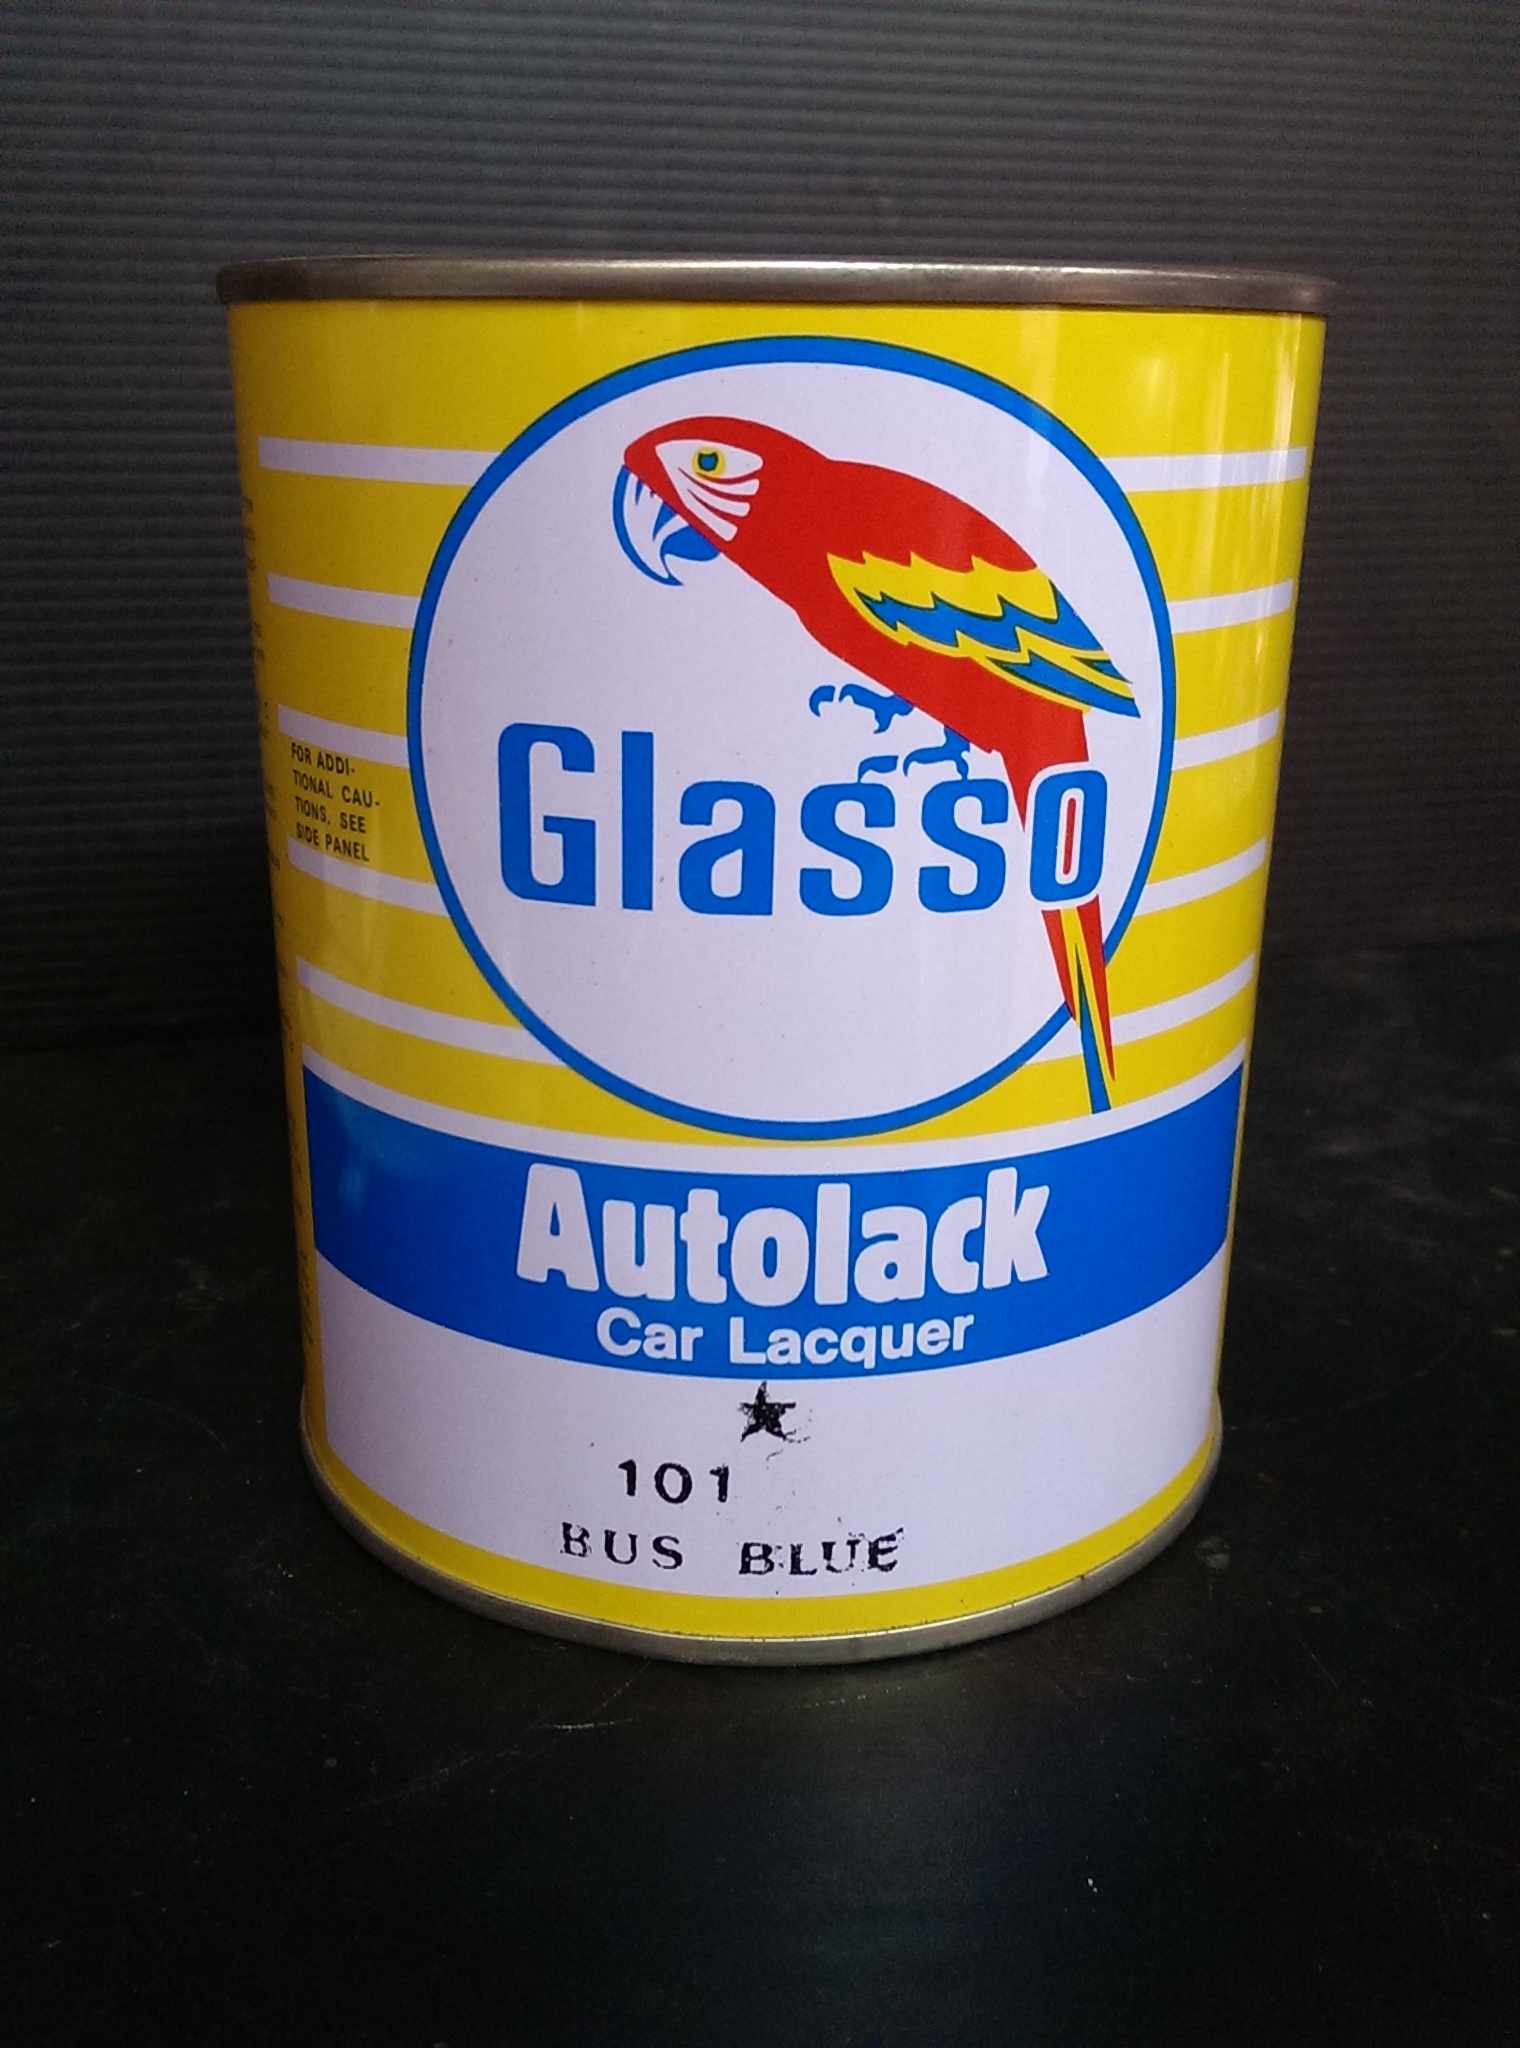 Glasso
FOR ADDI-
TIONAL CAU-
TIONS, SEE
SIDE PANEL
Autolack
Car Lacquer
101
BUS BLUE